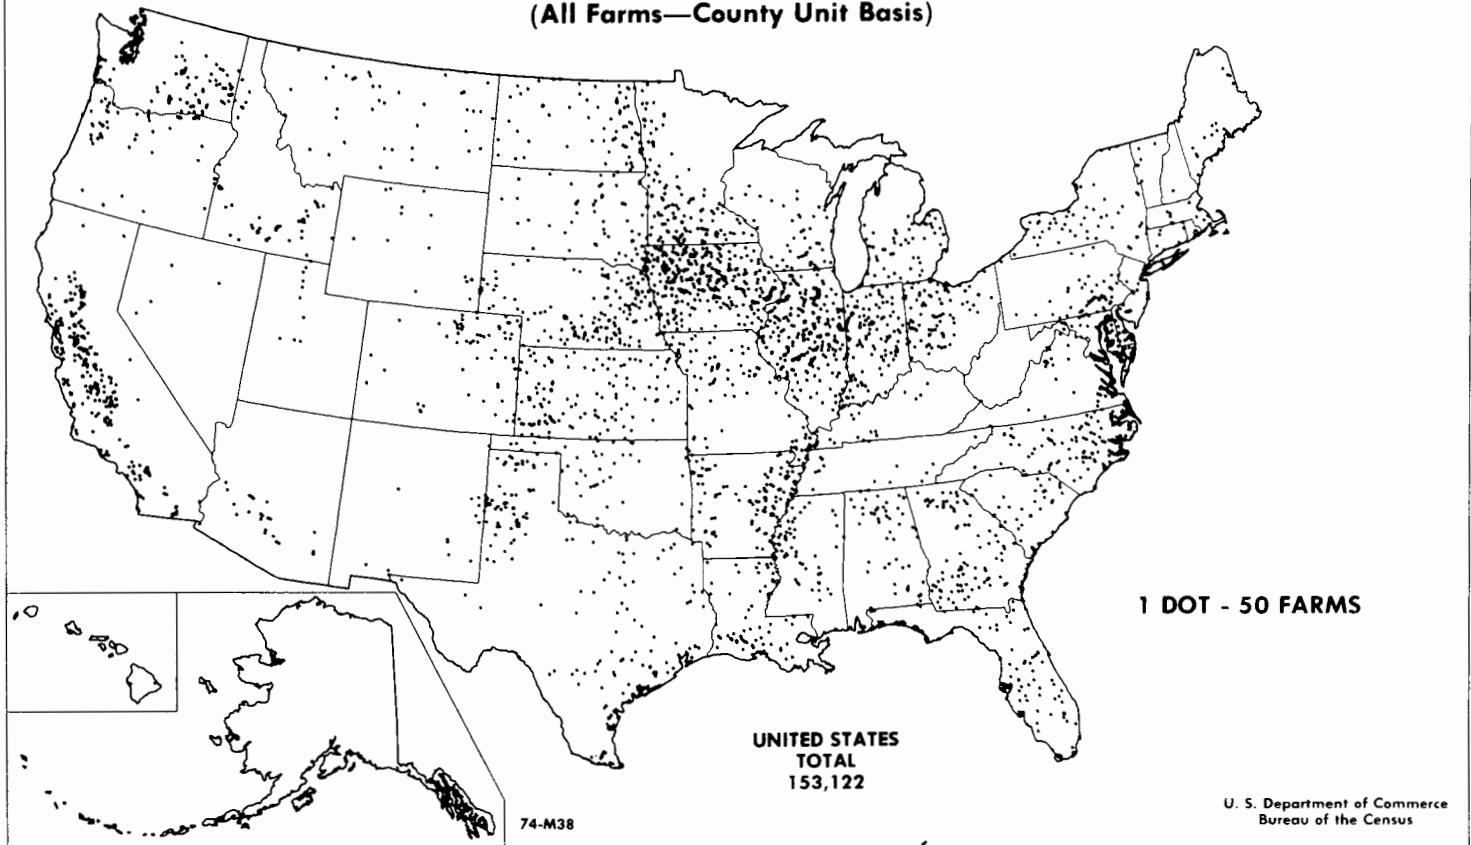 (All Farms—County Unit Basis)
1 DOT - 50 FARMS
UNITED STATES
TOTAL
153,122
74-M38
U. S. Department of Commerce
Bureau of the Census